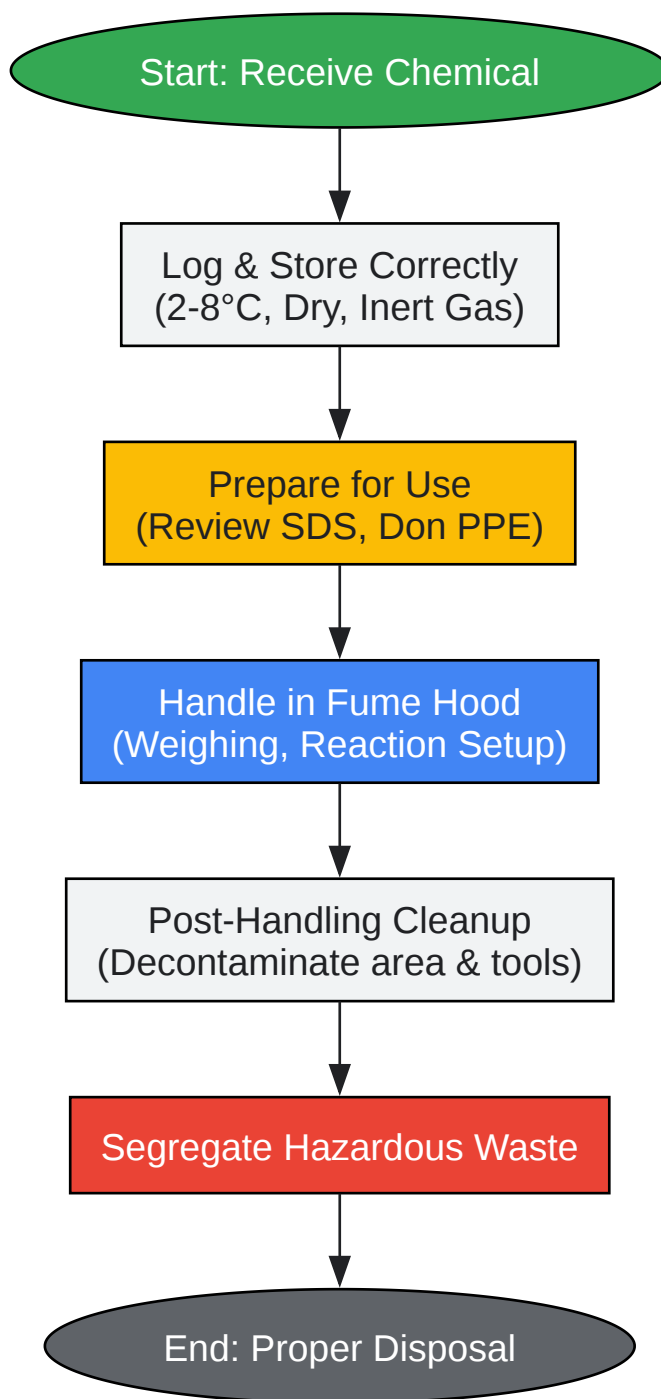 Start: Receive Chemical
Log & Store Correctly
(2-8°C, Dry, Inert Gas)
Prepare for Use
(Review SDS, Don PPE)
Handle in Fume Hood
(Weighing, Reaction Setup)
Post-Handling Cleanup
(Decontaminate area & tools)
Segregate Hazardous Waste
End: Proper Disposal